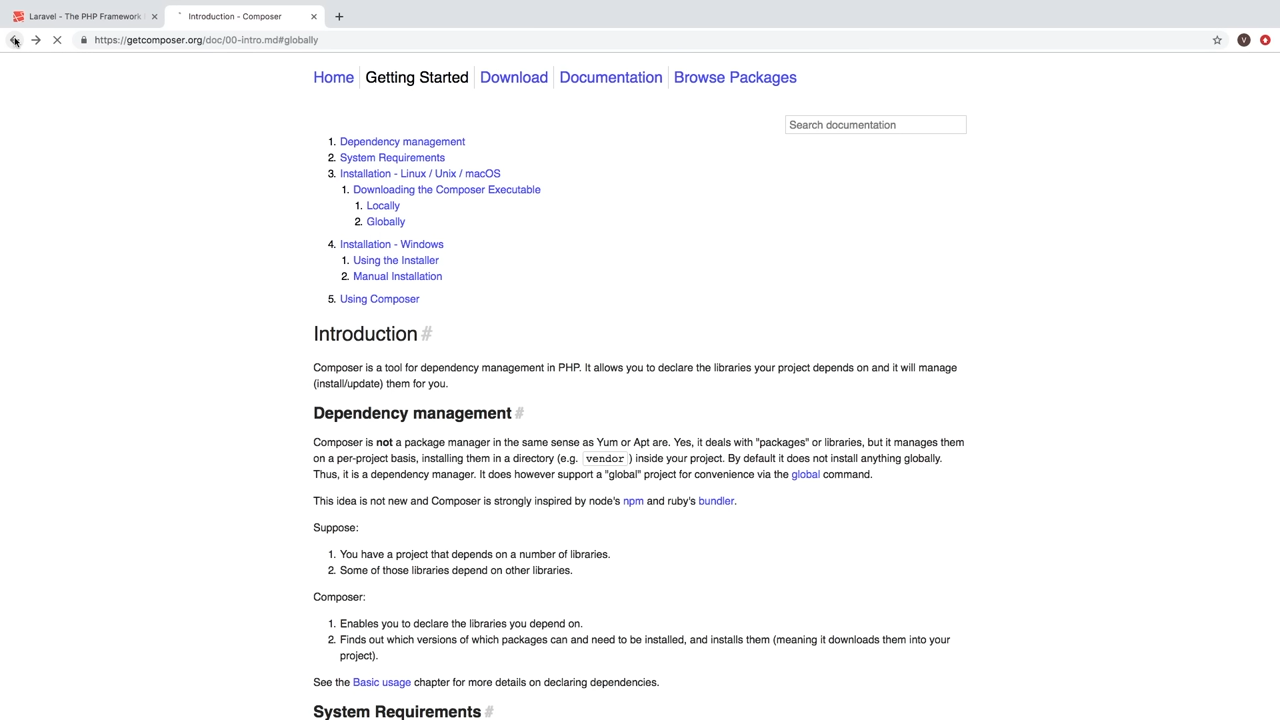 Laravel - The PHP Framework
Introduction - Composer
https://getcomposer.org/doc/00-intro.md#globally
V
Home
Getting Started
Download
Documentation
Browse Packages
Search documentation
1. Dependency management
2. System Requirements
3. Installation - Linux / Unix / macOS
1. Downloading the Composer Executable
1. Locally
2. Globally
4. Installation - Windows
1. Using the Installer
2. Manual Installation
5. Using Composer
Introduction #
Composer is a tool for dependency management in PHP. It allows you to declare the libraries your project depends on and it will manage
(install/update) them for you.
Dependency management #
Composer is not a package manager in the same sense as Yum or Apt are. Yes, it deals with "packages" or libraries, but it manages them
on a per-project basis, installing them in a directory (e.g. vendor ) inside your project. By default it does not install anything globally.
Thus, it is a dependency manager. It does however support a "global" project for convenience via the global command.
This idea is not new and Composer is strongly inspired by node's npm and ruby's bundler.
Suppose:
1. You have a project that depends on a number of libraries.
2. Some of those libraries depend on other libraries.
Composer:
1. Enables you to declare the libraries you depend on.
2. Finds out which versions of which packages can and need to be installed, and installs them (meaning it downloads them into your
project).
See the Basic usage chapter for more details on declaring dependencies.
System Requirements #